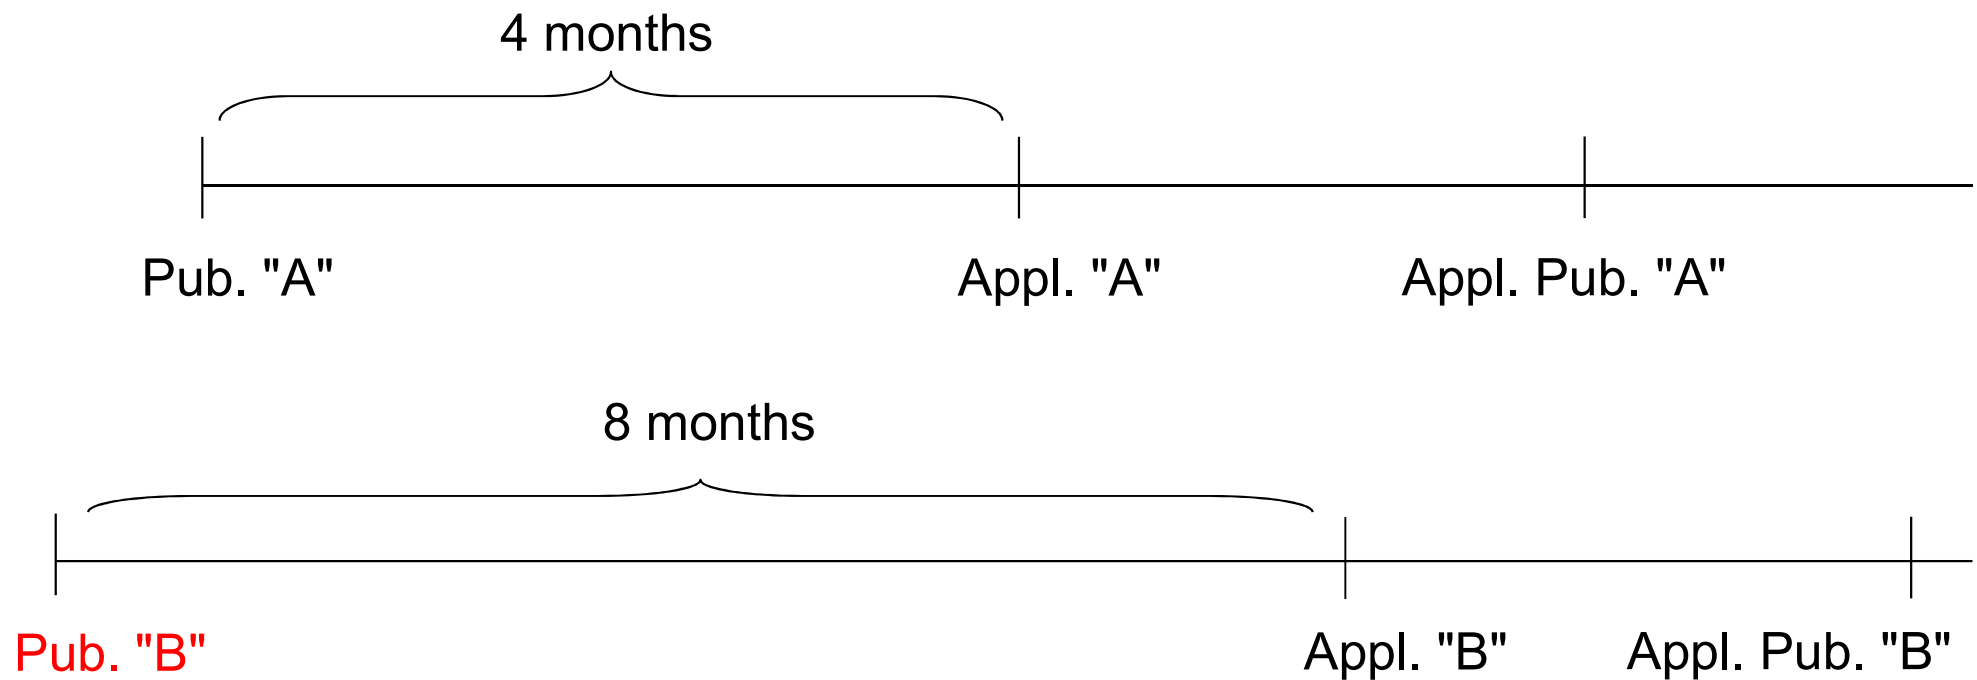 4 months
Pub. "A"
Appl. "A"
Appl. Pub. "A"
8 months
Pub. "B"
Appl. "B"
Appl. Pub. "B"